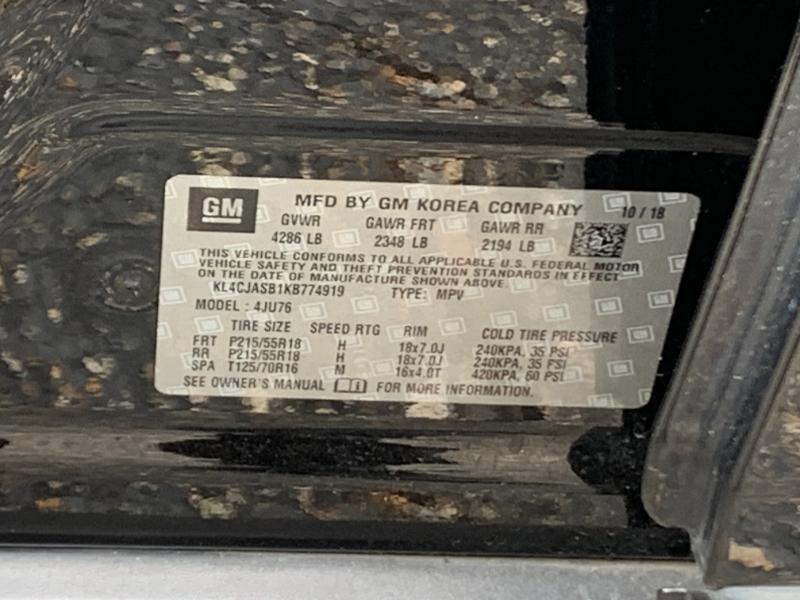 GM
MFD BY GM KOREA COMPANY 10 / 18
GVWR GAWR FRT GAWR RR
4286 LB 2348 LB 2194 LB
THIS VEHICLE CONFORMS TO ALL APPLICABLE U.S. FEDERAL MOTOR
VEHICLE SAFETY AND THEFT PREVENTION STANDARDS IN EFFECT
ON THE DATE OF MANUFACTURE SHOWN ABOVE.
KL4CJASB1KB774919 TYPE: MPV
MODEL : 4JU76
TIRE SIZE SPEED RTG RIM COLD TIRE PRESSURE
FRT P215/55R18 H 18x7.0J 240KPA, 35 PSI
RR P215/55R18 H 18x7.0J 240KPA, 35 PSI
SPA T125/70R16 M 16x4.0T 420KPA, 60 PSI
SEE OWNER'S MANUAL FOR MORE INFORMATION.